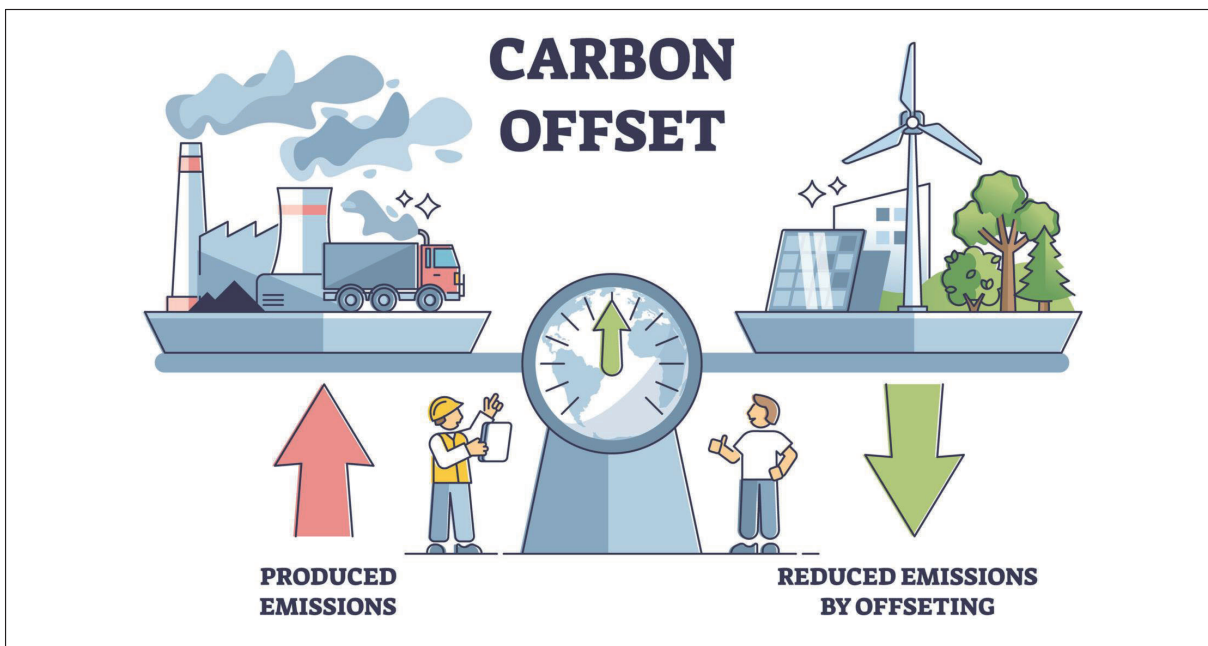 CARBON
OFFSET
PRODUCED
EMISSIONS
REDUCED EMISSIONS
BY OFFSETING